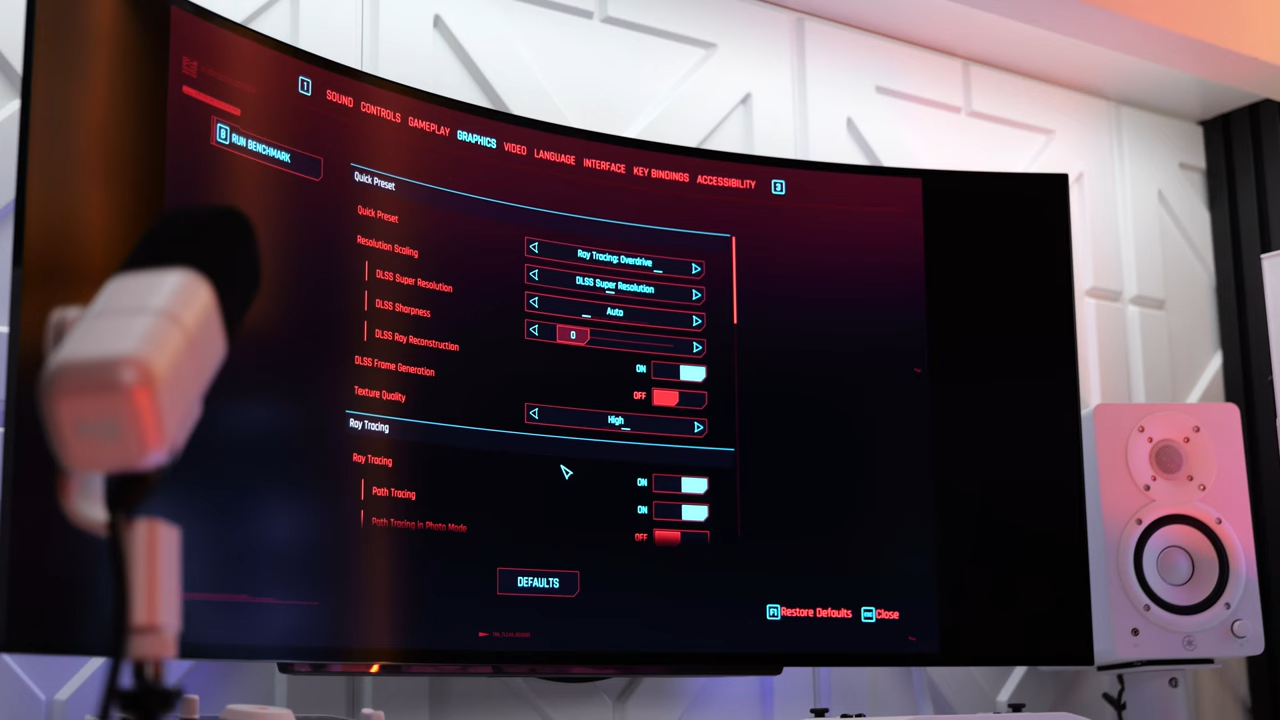 1 SOUND CONTROLS GAMEPLAY GRAPHICS VIDEO LANGUAGE INTERFACE KEY BINDINGS ACCESSIBILITY 3
RUN BENCHMARK
Quick Preset
Quick Preset Ray Tracing: Overdrive
Resolution Scaling DLSS Super Resolution
DLSS Super Resolution Auto
DLSS Sharpness 0
DLSS Ray Reconstruction ON
DLSS Frame Generation OFF
Texture Quality High
Ray Tracing
Ray Tracing ON
Path Tracing ON
Path Tracing in Photo Mode OFF
DEFAULTS
F1 Restore Defaults Close